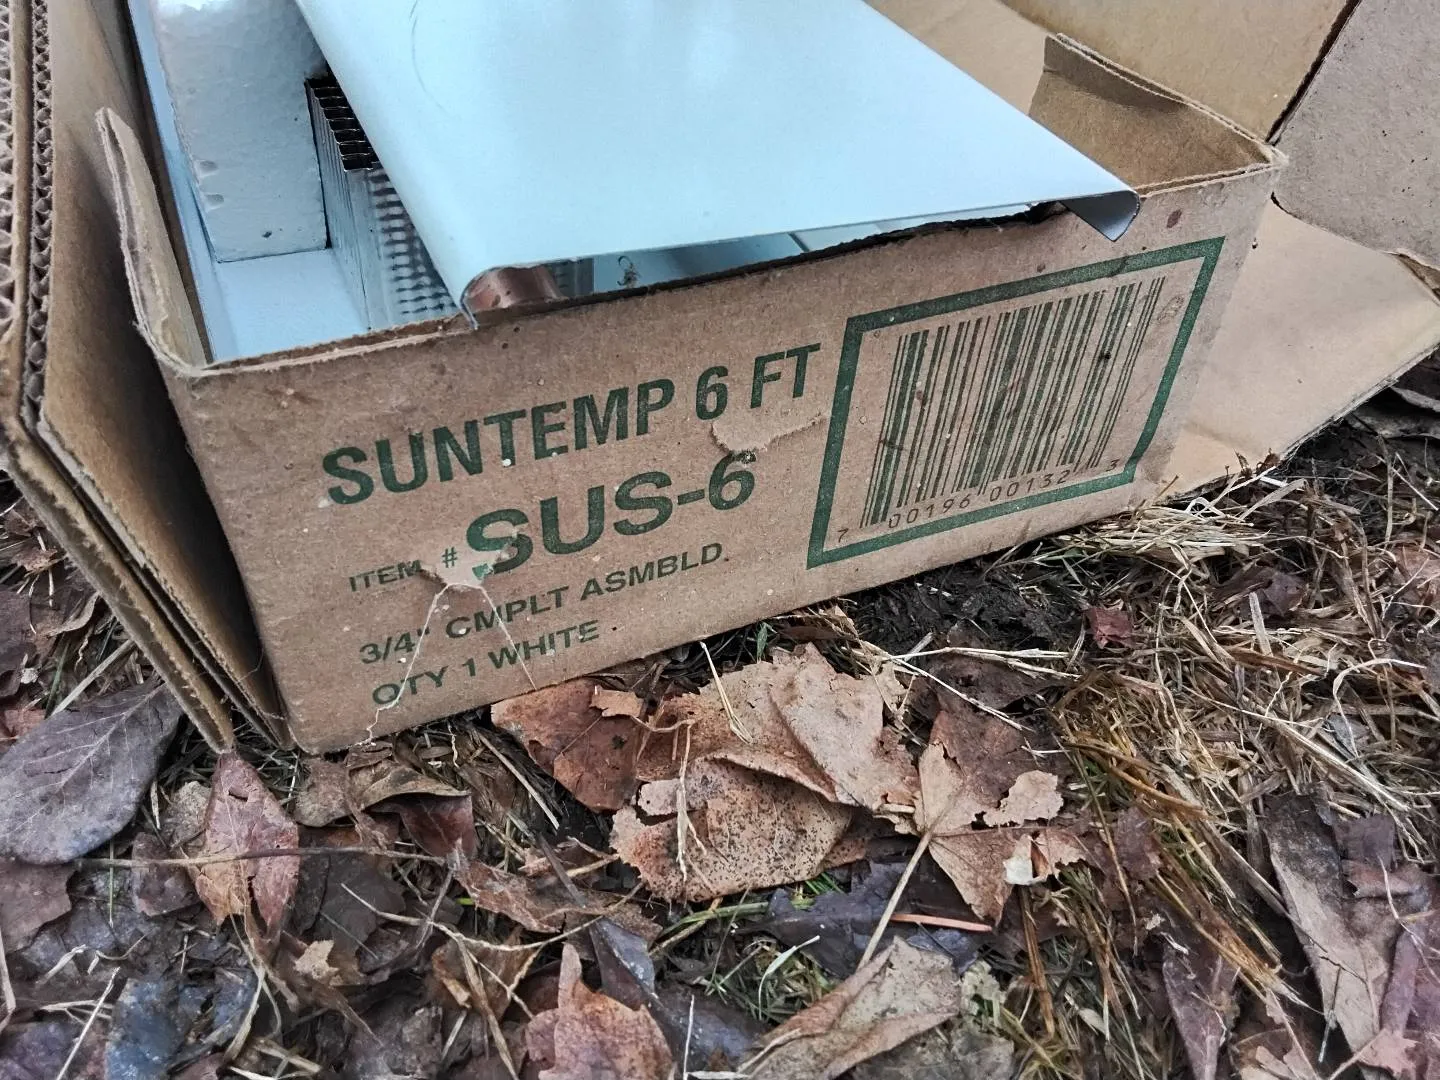 SUNTEMP 6 FT
ITEM # SUS-6
3/4" CMPLT ASMBLD.
QTY 1 WHITE
7 00196 00132 3